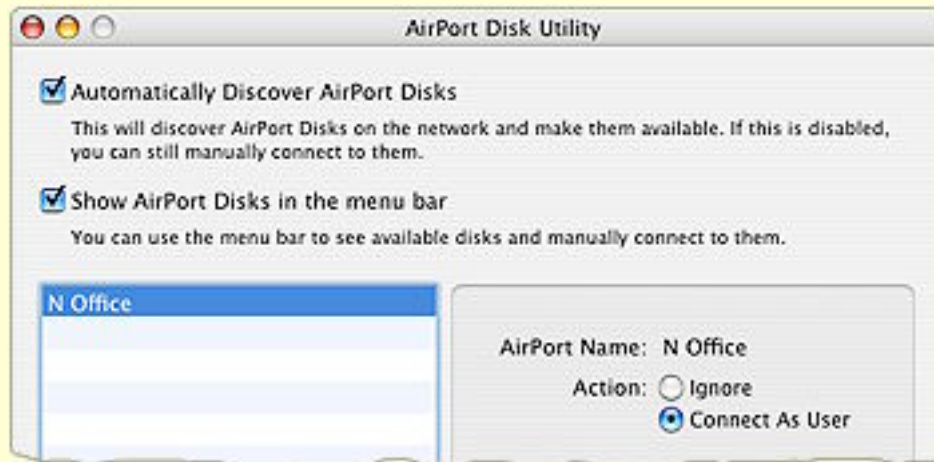 AirPort Disk Utility
Automatically Discover AirPort Disks
This will discover AirPort Disks on the network and make them available. If this is disabled,
you can still manually connect to them.
Show AirPort Disks in the menu bar
You can use the menu bar to see available disks and manually connect to them.
N Office
AirPort Name: N Office
Action: Ignore
Connect As User